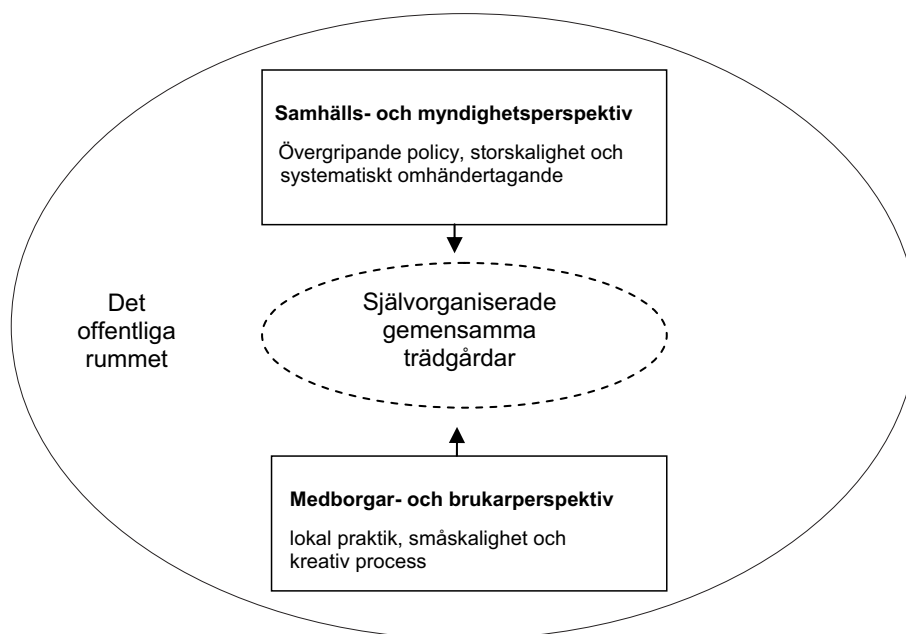 Samhälls- och myndighetsperspektiv
Övergripande policy, storskalighet och
systematiskt omhändertagande
Det
offentliga
rummet
Självorganiserade
gemensamma
trädgårdar
Medborgar- och brukarperspektiv
lokal praktik, småskalighet och
kreativ process